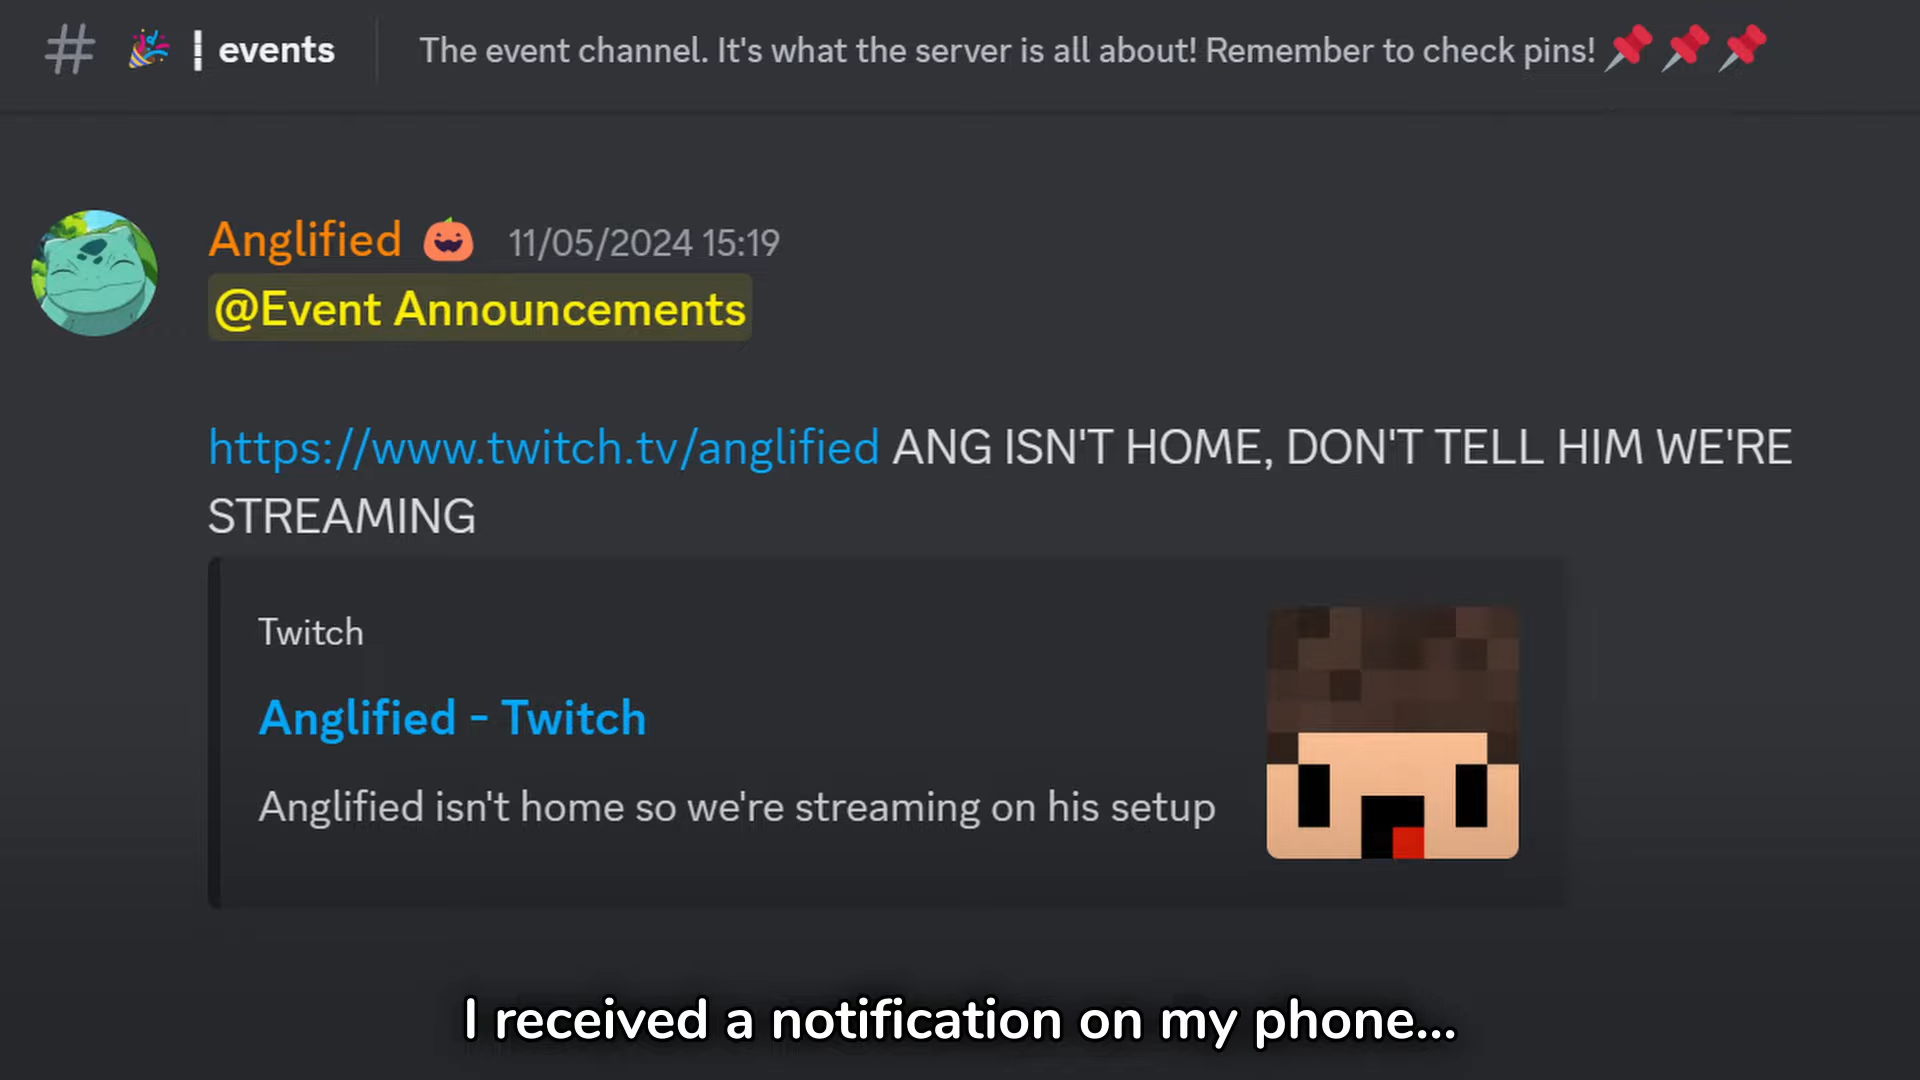 # 🎉 | events The event channel. It's what the server is all about! Remember to check pins! 📌 📌 📌
Anglified 🎃 11/05/2024 15:19
@Event Announcements
https://www.twitch.tv/anglified ANG ISN'T HOME, DON'T TELL HIM WE'RE
STREAMING
Twitch
Anglified - Twitch
Anglified isn't home so we're streaming on his setup
I received a notification on my phone...